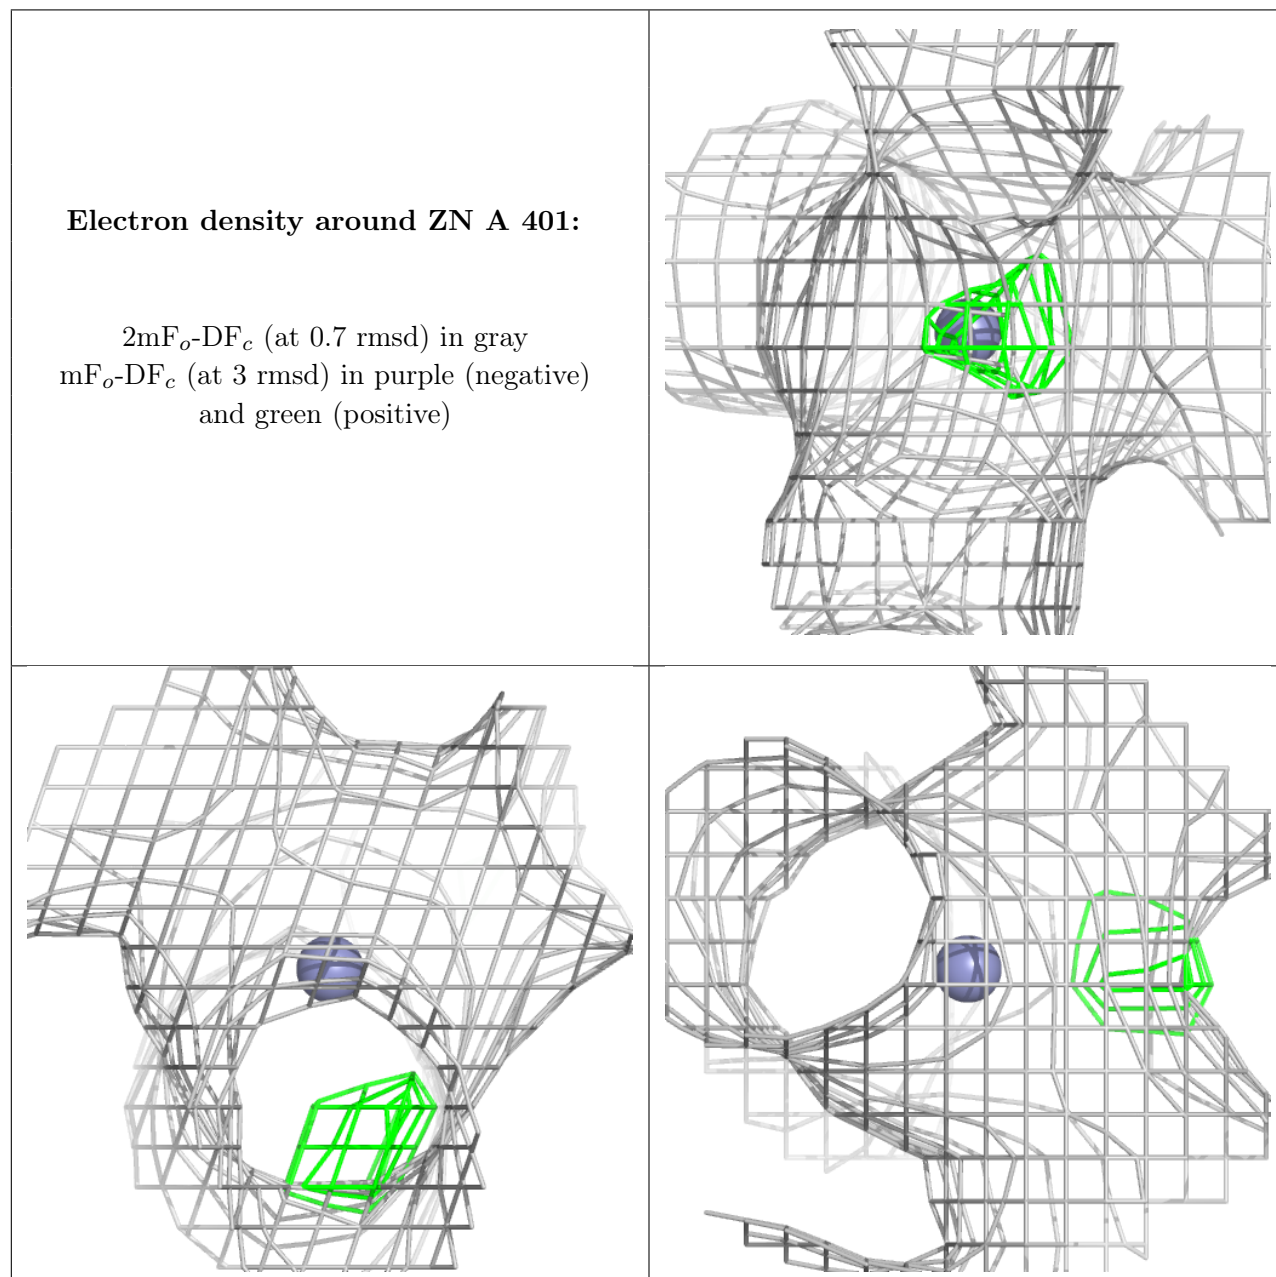 Electron density around ZN A 401:
2mFo-DFc (at 0.7 rmsd) in gray
mFo-DFc (at 3 rmsd) in purple (negative)
and green (positive)